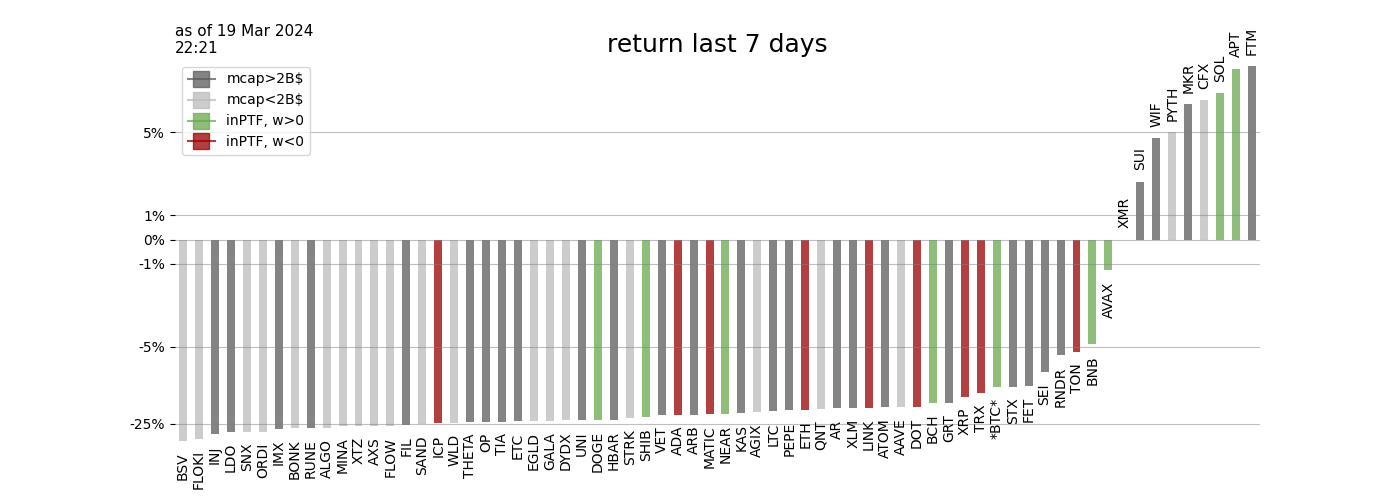 as of 19 Mar 2024
22:21
return last 7 days
mcap>2B$
mcap<2B$
inPTF, w>0
inPTF, w<0
5%
1%
0%
-1%
-5%
-25%
BSV
FLOKI
INJ
LDO
SNX
ORDI
IMX
BONK
RUNE
ALGO
MINA
XTZ
AXS
FLOW
FIL
SAND
ICP
WLD
THETA
OP
TIA
ETC
EGLD
GALA
DYDX
UNI
DOGE
HBAR
STRK
SHIB
VET
ADA
ARB
MATIC
NEAR
KAS
AGIX
LTC
PEPE
ETH
QNT
AR
XLM
LINK
ATOM
AAVE
DOT
BCH
GRT
XRP
TRX
*BTC*
STX
FET
SEI
RNDR
TON
BNB
AVAX
XMR
SUI
WIF
PYTH
MKR
CFX
SOL
APT
FTM